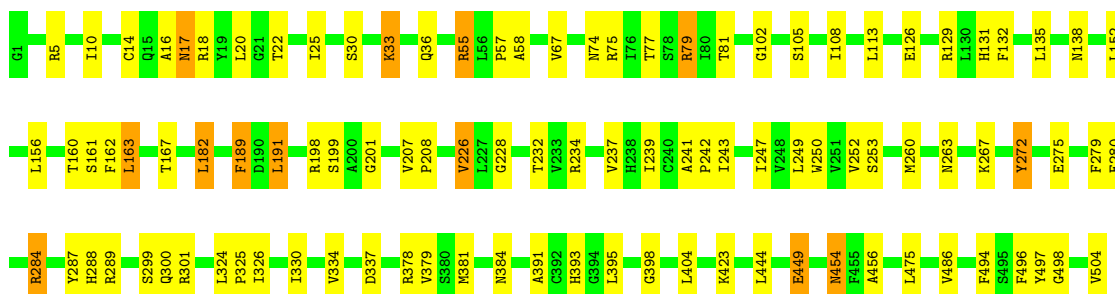 G1 R5 I10 C14 Q15 A16 N17 R18 Y19 L20 G21 T22 I25 S30 K33 Q36 R55 L56 P57 A58 V67 N74 R75 I76 T77 S78 R79 I80 T81 G102 S105 I108 L113 E126 R129 L130 H131 F132 L135 N138
L156 T160 S161 F162 L163 T167 L182 F189 D190 L191 R198 S199 A200 G201 V207 P208 V226 L227 G228 T232 V233 R234 V237 H238 I239 C240 A241 P242 I243 I247 V248 L249 W250 V251 V252 S253 M260 N263 K267 Y272 E275 F279
R284 Y287 H288 R289 S299 Q300 R301 L324 P325 I326 I330 V334 D337 R378 V379 S380 M381 N384 A391 C392 H393 G394 L395 G398 L404 K423 L444 E449 N454 F455 A456 L475 V486 F494 S495 F496 Y497 G498 V504